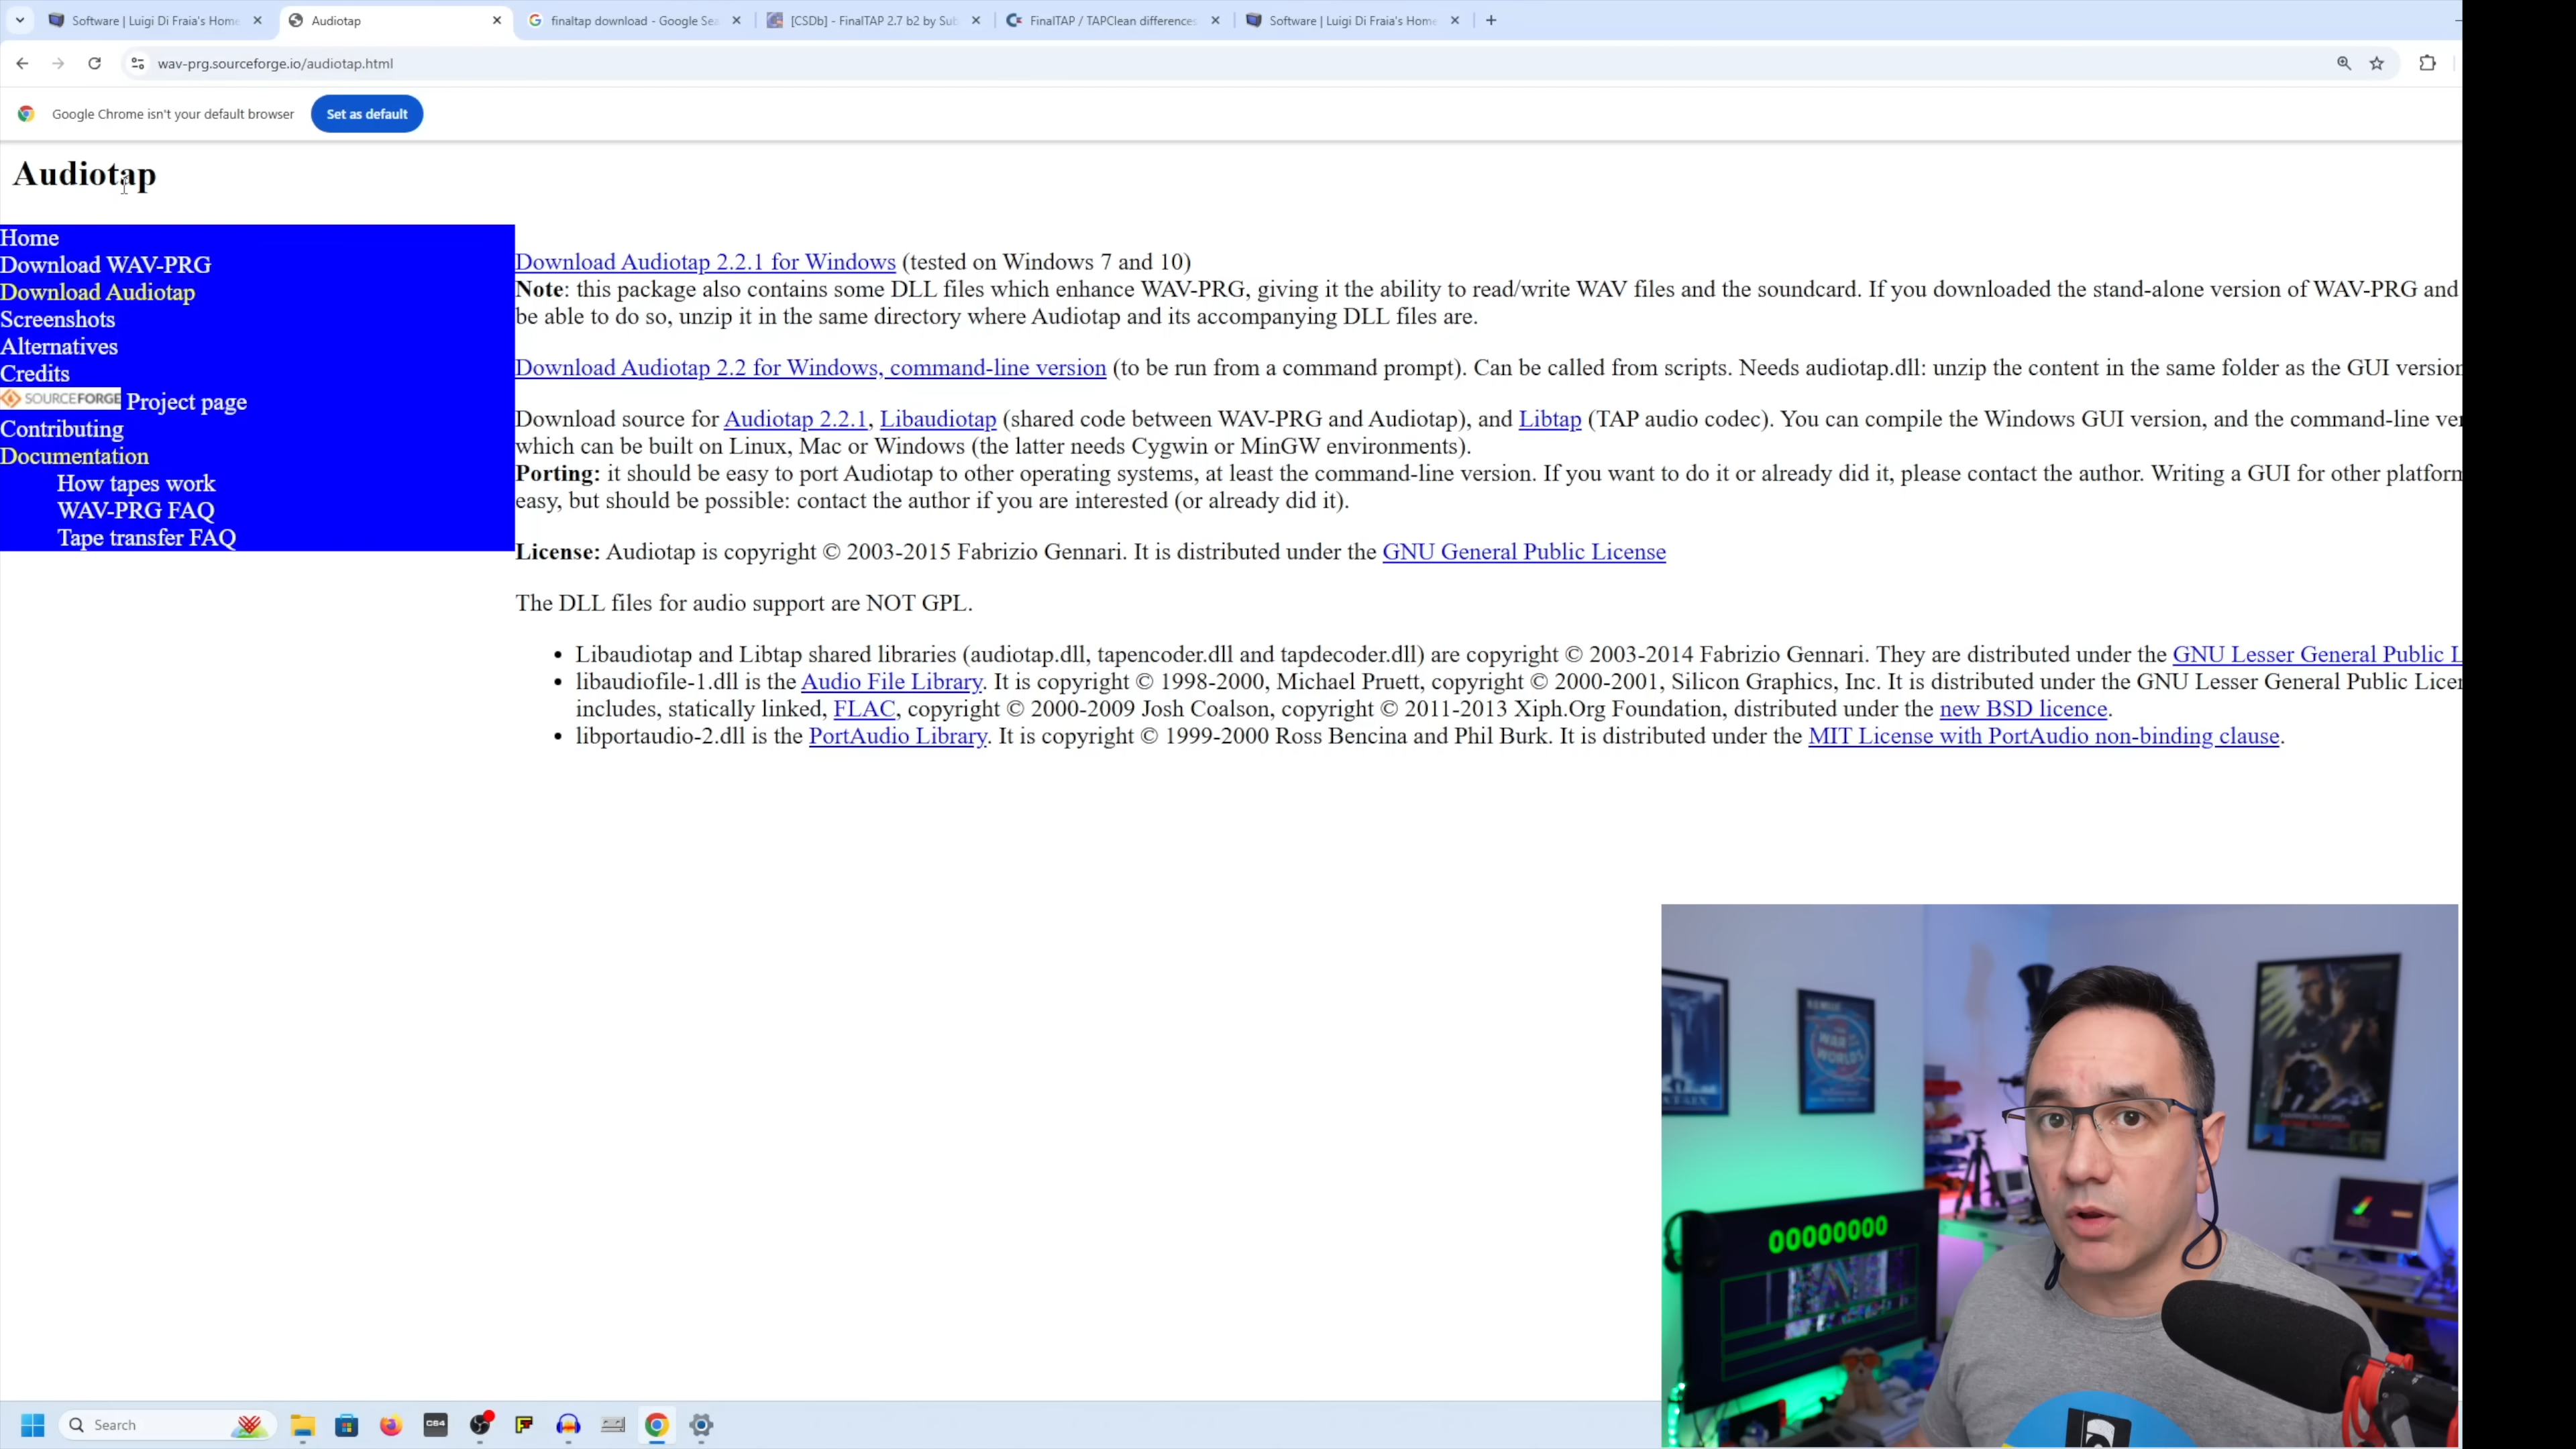 Software | Luigi Di Fraia's Home
Audiotap
finaltap download - Google Sea
[CSDb] - FinalTAP 2.7 b2 by Sub
FinalTAP / TAPClean differences
Software | Luigi Di Fraia's Home
wav-prg.sourceforge.io/audiotap.html
Google Chrome isn't your default browser
Set as default
Audiotap
Home
Download WAV-PRG
Download Audiotap
Screenshots
Alternatives
Credits
SOURCEFORGE Project page
Contributing
Documentation
How tapes work
WAV-PRG FAQ
Tape transfer FAQ
Download Audiotap 2.2.1 for Windows (tested on Windows 7 and 10)
Note: this package also contains some DLL files which enhance WAV-PRG, giving it the ability to read/write WAV files and the soundcard. If you downloaded the stand-alone version of WAV-PRG and
be able to do so, unzip it in the same directory where Audiotap and its accompanying DLL files are.
Download Audiotap 2.2 for Windows, command-line version (to be run from a command prompt). Can be called from scripts. Needs audiotap.dll: unzip the content in the same folder as the GUI version
Download source for Audiotap 2.2.1, Libaudiotap (shared code between WAV-PRG and Audiotap), and Libtap (TAP audio codec). You can compile the Windows GUI version, and the command-line ver
which can be built on Linux, Mac or Windows (the latter needs Cygwin or MinGW environments).
Porting: it should be easy to port Audiotap to other operating systems, at least the command-line version. If you want to do it or already did it, please contact the author. Writing a GUI for other platform
easy, but should be possible: contact the author if you are interested (or already did it).
License: Audiotap is copyright © 2003-2015 Fabrizio Gennari. It is distributed under the GNU General Public License
The DLL files for audio support are NOT GPL.
• Libaudiotap and Libtap shared libraries (audiotap.dll, tapencoder.dll and tapdecoder.dll) are copyright © 2003-2014 Fabrizio Gennari. They are distributed under the GNU Lesser General Public L
• libaudiofile-1.dll is the Audio File Library. It is copyright © 1998-2000, Michael Pruett, copyright © 2000-2001, Silicon Graphics, Inc. It is distributed under the GNU Lesser General Public Licen
includes, statically linked, FLAC, copyright © 2000-2009 Josh Coalson, copyright © 2011-2013 Xiph.Org Foundation, distributed under the new BSD licence.
• libportaudio-2.dll is the PortAudio Library. It is copyright © 1999-2000 Ross Bencina and Phil Burk. It is distributed under the MIT License with PortAudio non-binding clause.
WAR
WORLDS
00000000
Search
C64